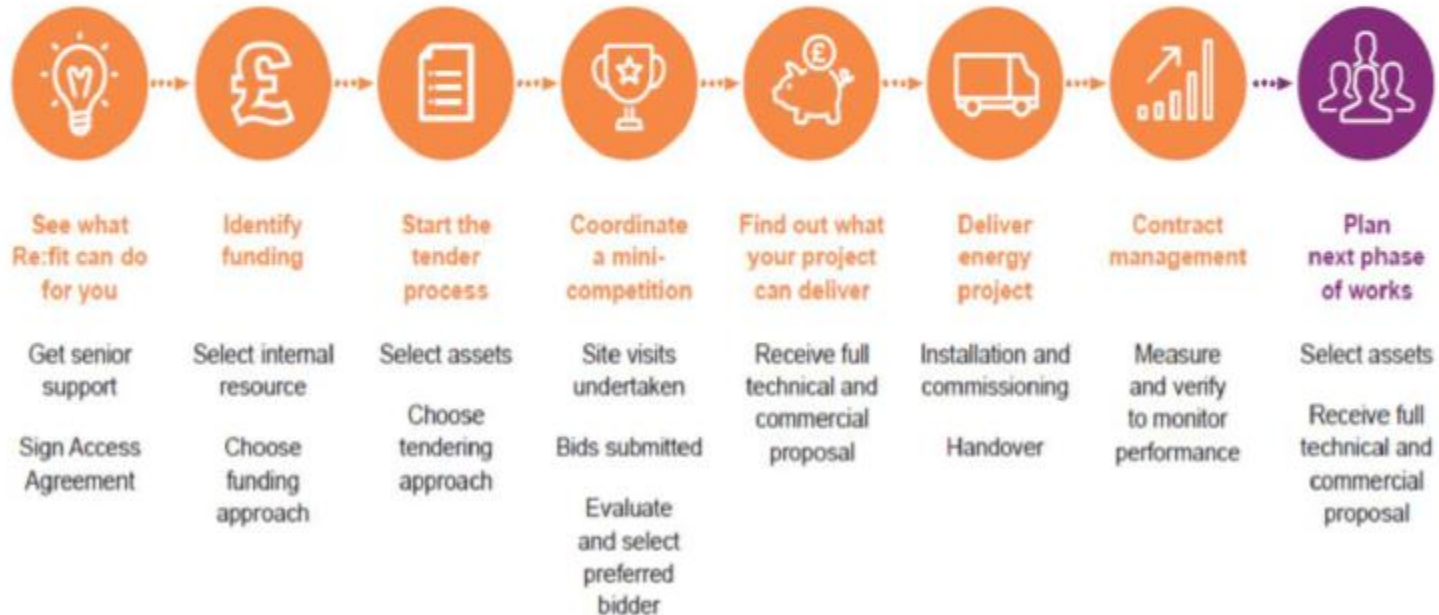 £
£
See what
Re:fit can do
for you
Get senior
support
Sign Access
Agreement
Identify
funding
Select internal
resource
Choose
funding
approach
Start the
tender
process
Select assets
Choose
tendering
approach
Coordinate
a mini-
competition
Site visits
undertaken
Bids submitted
Evaluate
and select
preferred
bidder
Find out what
your project
can deliver
Receive full
technical and
commercial
proposal
Deliver
energy
project
Installation and
commissioning
Handover
Contract
management
Measure
and verify
to monitor
performance
Plan
next phase
of works
Select assets
Receive full
technical and
commercial
proposal